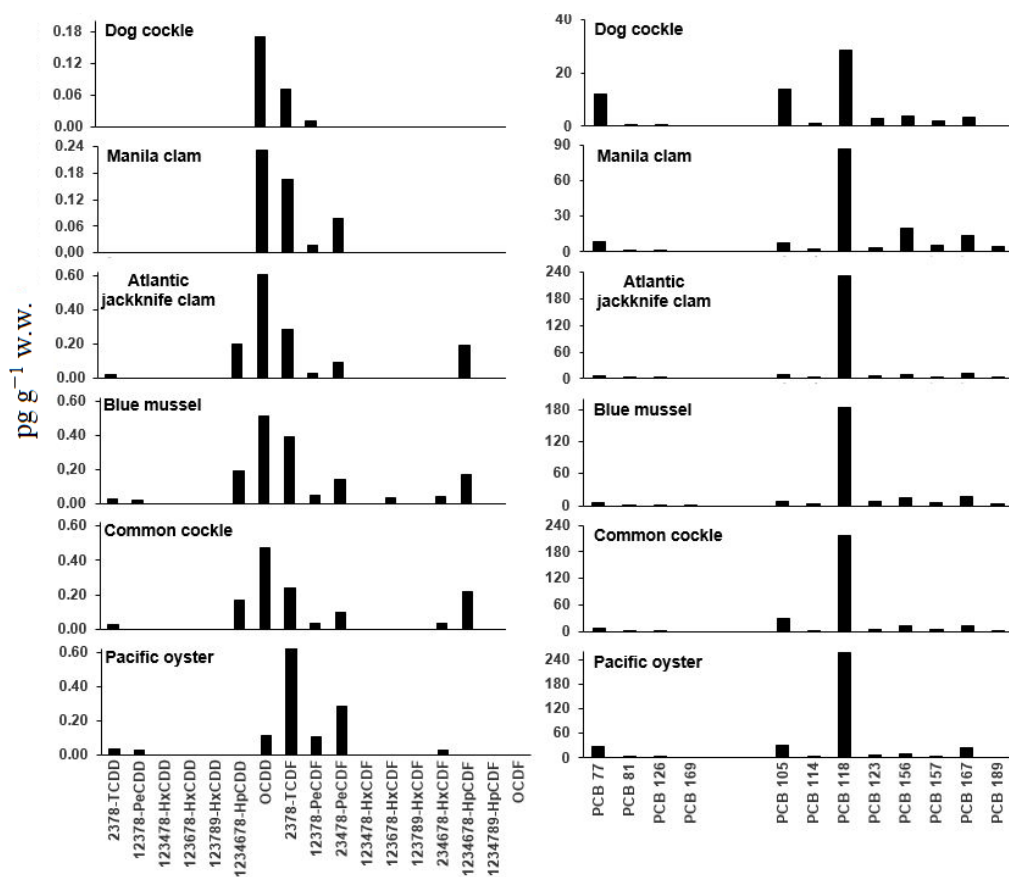 pg g⁻¹ w.w.
Dog cockle
0.18
0.12
0.06
0.00
Manila clam
0.24
0.18
0.12
0.06
0.00
Atlantic
jackknife clam
0.60
0.40
0.20
0.00
Blue mussel
0.60
0.40
0.20
0.00
Common cockle
0.60
0.40
0.20
0.00
Pacific oyster
0.60
0.40
0.20
0.00
2378-TCDD
12378-PeCDD
123478-HxCDD
123678-HxCDD
123789-HxCDD
1234678-HpCDD
OCDD
2378-TCDF
12378-PeCDF
23478-PeCDF
123478-HxCDF
123678-HxCDF
123789-HxCDF
234678-HxCDF
1234678-HpCDF
1234789-HpCDF
OCDF
Dog cockle
40
20
0
Manila clam
90
60
30
0
Atlantic
jackknife clam
240
180
120
60
0
Blue mussel
180
120
60
0
Common cockle
240
180
120
60
0
Pacific oyster
240
180
120
60
0
PCB 77
PCB 81
PCB 126
PCB 169
PCB 105
PCB 114
PCB 118
PCB 123
PCB 156
PCB 157
PCB 167
PCB 189